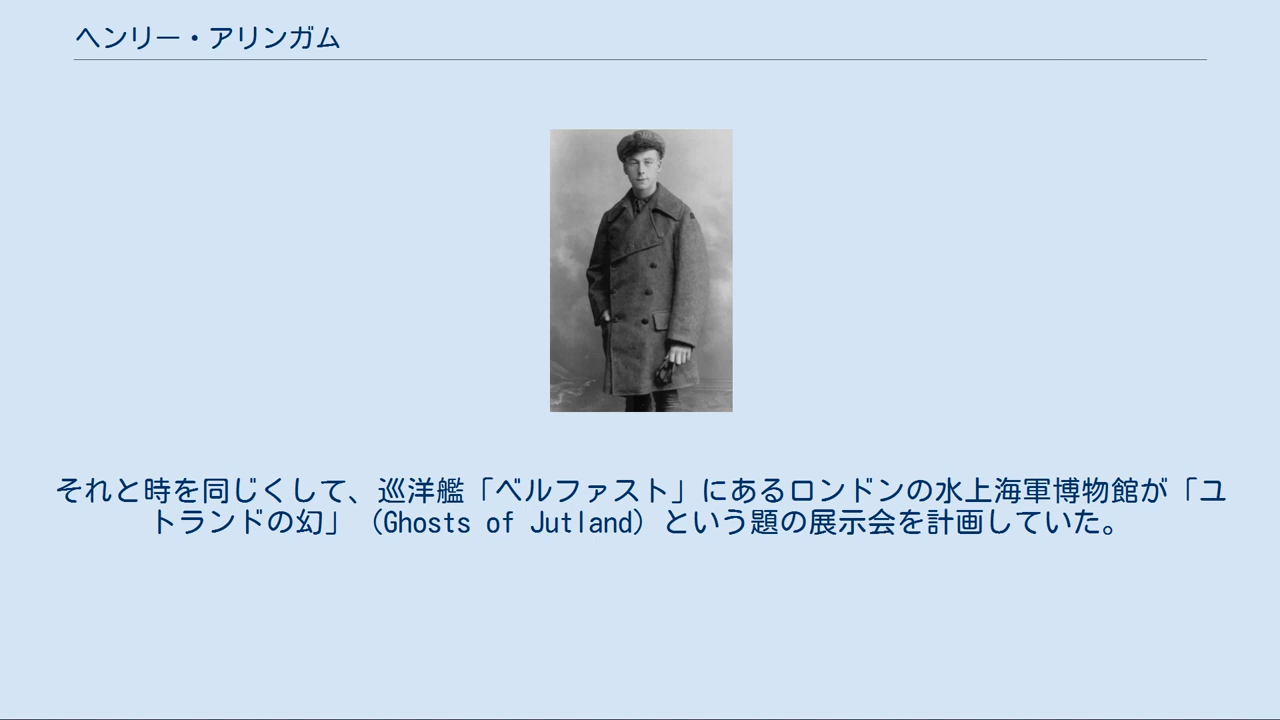 ヘンリー・アリンガム
それと時を同じくして、巡洋艦「ベルファスト」にあるロンドンの水上海軍博物館が「ユ
トランドの幻」（Ghosts of Jutland）という題の展示会を計画していた。